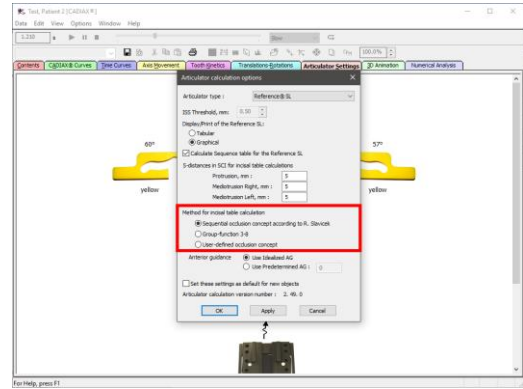 Test, Patient 2 [CADIAX®]
Data Edit View Options Window Help
1.210 s Slow
100.0%
Contents CADIAX® Curves Time Curves Axis Movement Tooth Kinetics Translations-Rotations Articulator Settings 3D Animation Numerical Analysis
Articulator calculation options
Articulator type : Reference® SL
ISS Threshold, mm: 0.50
Display/Print of the Reference SL:
Tabular
Graphical
Calculate Sequence table for the Reference SL
S-distances in SCI for incisal table calculations
Protrusion, mm : 5
Mediotrusion Right, mm : 5
Mediotrusion Left, mm : 5
Method for incisal table calculation
Sequential occlusion concept according to R. Slavicek
Group-function 3-8
User-defined occlusion concept
Anterior guidance Use Idealized AG
Use Predetermined AG : 0
Set these settings as default for new objects
Articulator calculation version number : 2. 49. 0
OK Apply Cancel
60°
yellow
57°
yellow
For Help, press F1